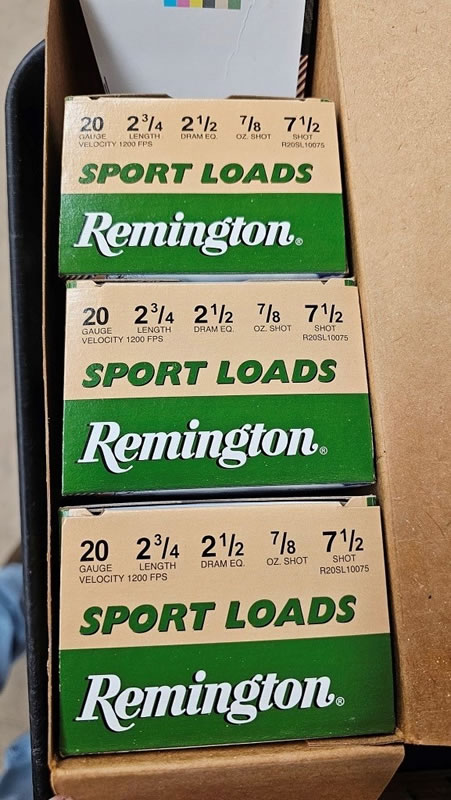 20 2 3/4 2 1/2 7/8 7 1/2
GAUGE LENGTH DRAM EQ. OZ. SHOT SHOT
VELOCITY 1200 FPS R20SL10075
SPORT LOADS
Remington®
20 2 3/4 2 1/2 7/8 7 1/2
GAUGE LENGTH DRAM EQ. OZ. SHOT SHOT
VELOCITY 1200 FPS R20SL10075
SPORT LOADS
Remington®
20 2 3/4 2 1/2 7/8 7 1/2
GAUGE LENGTH DRAM EQ. OZ. SHOT SHOT
VELOCITY 1200 FPS R20SL10075
SPORT LOADS
Remington®